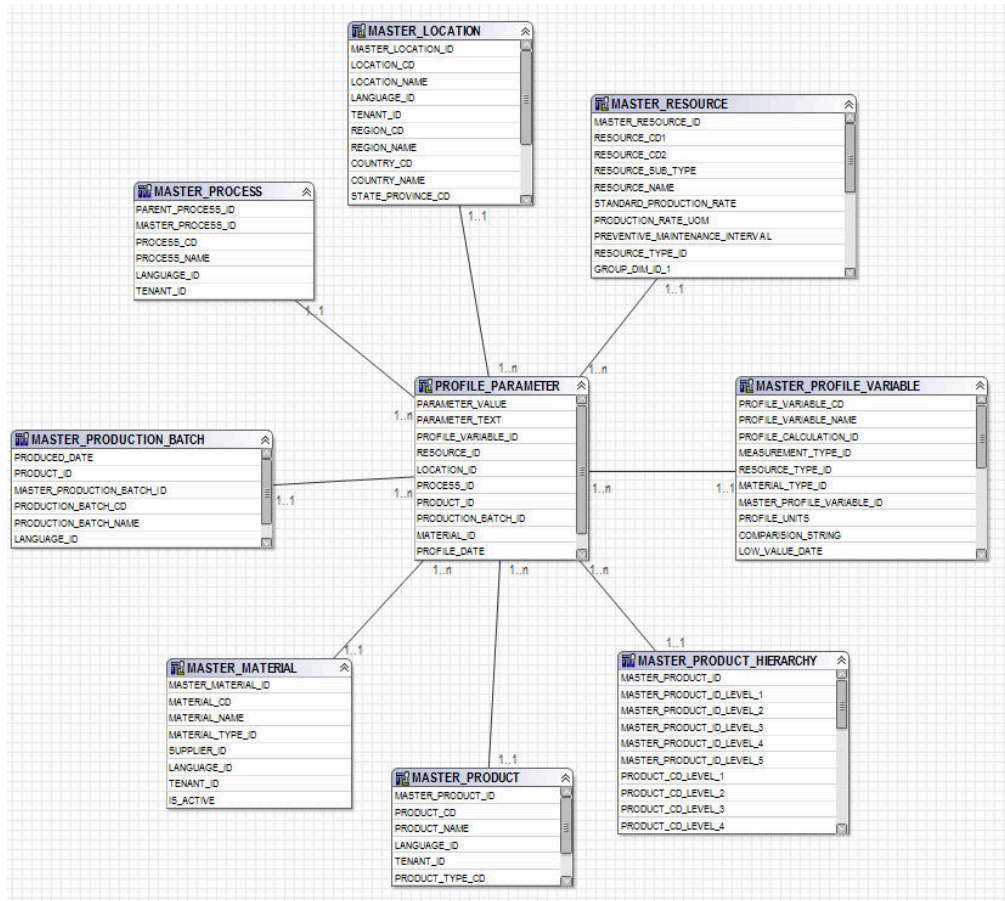 MASTER_LOCATION
MASTER_LOCATION_ID
LOCATION_CD
LOCATION_NAME
LANGUAGE_ID
TENANT_ID
REGION_CD
REGION_NAME
COUNTRY_CD
COUNTRY_NAME
STATE_PROVINCE_CD
1..1
MASTER_RESOURCE
MASTER_RESOURCE_ID
RESOURCE_CD1
RESOURCE_CD2
RESOURCE_SUB_TYPE
RESOURCE_NAME
STANDARD_PRODUCTION_RATE
PRODUCTION_RATE_UOM
PREVENTIVE_MAINTENANCE_INTERVAL
RESOURCE_TYPE_ID
GROUP_DIM_ID_1
1..1
MASTER_PROCESS
PARENT_PROCESS_ID
MASTER_PROCESS_ID
PROCESS_CD
PROCESS_NAME
LANGUAGE_ID
TENANT_ID
1..1
1..n
1..n
PROFILE_PARAMETER
PARAMETER_VALUE
PARAMETER_TEXT
PROFILE_VARIABLE_ID
RESOURCE_ID
LOCATION_ID
PROCESS_ID
PRODUCT_ID
PRODUCTION_BATCH_ID
MATERIAL_ID
PROFILE_DATE
1..n
1..n
1..n
MASTER_PROFILE_VARIABLE
PROFILE_VARIABLE_CD
PROFILE_VARIABLE_NAME
PROFILE_CALCULATION_ID
MEASUREMENT_TYPE_ID
RESOURCE_TYPE_ID
MATERIAL_TYPE_ID
MASTER_PROFILE_VARIABLE_ID
PROFILE_UNITS
COMPARISION_STRING
LOW_VALUE_DATE
1..1
MASTER_PRODUCTION_BATCH
PRODUCED_DATE
PRODUCT_ID
MASTER_PRODUCTION_BATCH_ID
PRODUCTION_BATCH_CD
PRODUCTION_BATCH_NAME
LANGUAGE_ID
1..1
1..n
1..n
1..n
MASTER_MATERIAL
MASTER_MATERIAL_ID
MATERIAL_CD
MATERIAL_NAME
MATERIAL_TYPE_ID
SUPPLIER_ID
LANGUAGE_ID
TENANT_ID
IS_ACTIVE
1..1
MASTER_PRODUCT_HIERARCHY
MASTER_PRODUCT_ID
MASTER_PRODUCT_ID_LEVEL_1
MASTER_PRODUCT_ID_LEVEL_2
MASTER_PRODUCT_ID_LEVEL_3
MASTER_PRODUCT_ID_LEVEL_4
MASTER_PRODUCT_ID_LEVEL_5
PRODUCT_CD_LEVEL_1
PRODUCT_CD_LEVEL_2
PRODUCT_CD_LEVEL_3
PRODUCT_CD_LEVEL_4
1..1
1..1
MASTER_PRODUCT
MASTER_PRODUCT_ID
PRODUCT_CD
PRODUCT_NAME
LANGUAGE_ID
TENANT_ID
PRODUCT_TYPE_CD